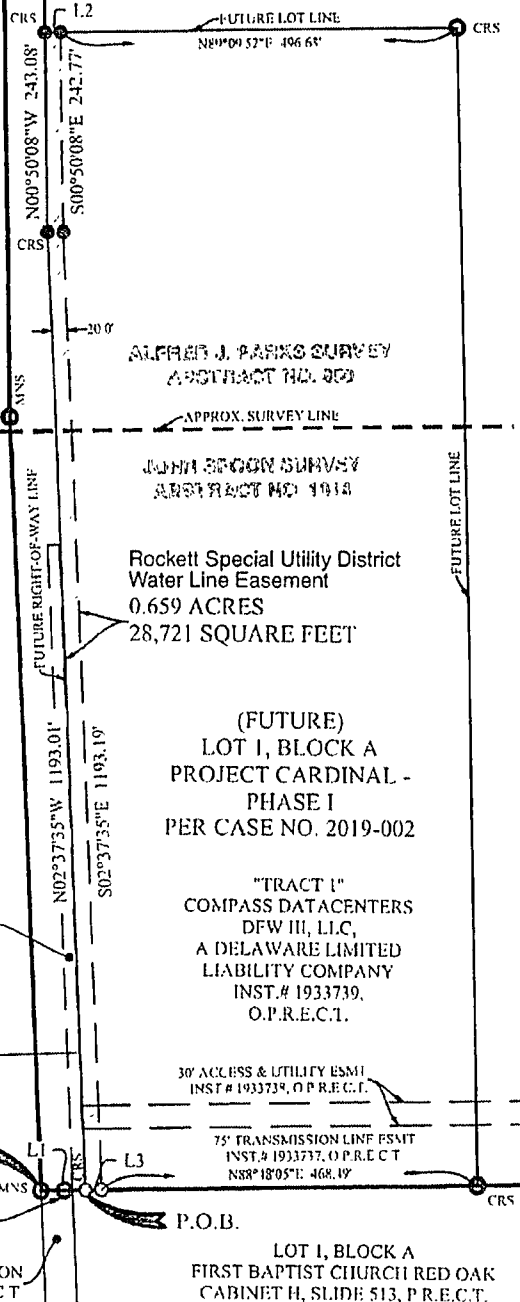 CRS
L2
FUTURE LOT LINE
N89°09'52"E 496.68'
CRS
N00°50'08"W 243.08'
S00°50'08"E 242.77'
CRS
20.0'
ALFRED J. PARKS SURVEY
ABSTRACT NO.
MNS
APPROX. SURVEY LINE
JOHN SPOON SURVEY
ABSTRACT NO.
FUTURE RIGHT-OF-WAY LINE
FUTURE LOT LINE
Rockett Special Utility District
Water Line Easement
0.659 ACRES
28,721 SQUARE FEET
(FUTURE)
LOT 1, BLOCK A
PROJECT CARDINAL -
PHASE I
PER CASE NO. 2019-002
N02°37'35"W 1193.01'
S02°37'35"E 1193.19'
"TRACT 1"
COMPASS DATACENTERS
DFW III, LLC,
A DELAWARE LIMITED
LIABILITY COMPANY
INST.# 1933739,
O.P.R.E.C.T.
30' ACCESS & UTILITY ESMT
INST.# 1933738, O.P.R.E.C.T.
75' TRANSMISSION LINE ESMT
INST.# 1933737, O.P.R.E.C.T
N88°18'05"E 468.19'
L1
CRS
L3
MNS
CRS
P.O.B.
ON
C T
LOT 1, BLOCK A
FIRST BAPTIST CHURCH RED OAK
CABINET H, SLIDE 513, P.R.E.C.T.